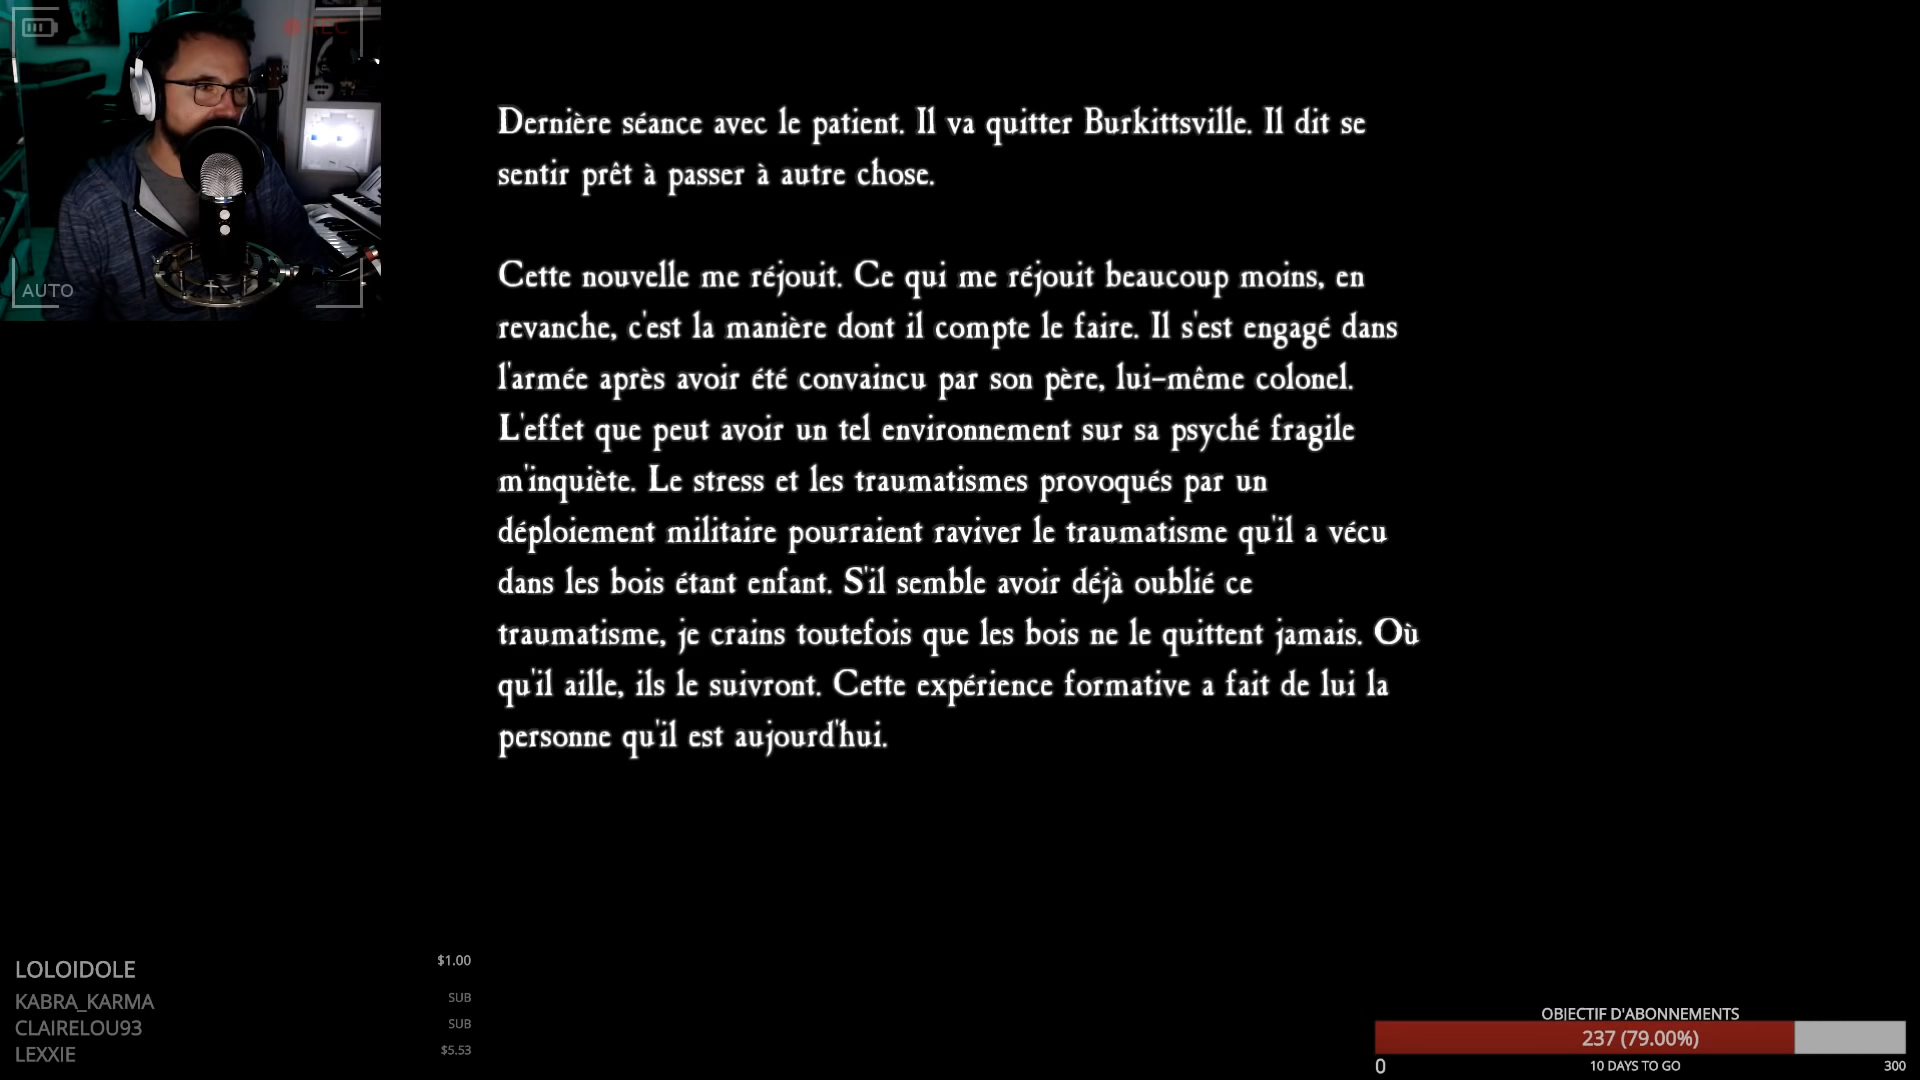 REC
AUTO
Dernière séance avec le patient. Il va quitter Burkittsville. Il dit se
sentir prêt à passer à autre chose.
Cette nouvelle me réjouit. Ce qui me réjouit beaucoup moins, en
revanche, c'est la manière dont il compte le faire. Il s'est engagé dans
l'armée après avoir été convaincu par son père, lui-même colonel.
L'effet que peut avoir un tel environnement sur sa psyché fragile
m'inquiète. Le stress et les traumatismes provoqués par un
déploiement militaire pourraient raviver le traumatisme qu'il a vécu
dans les bois étant enfant. S'il semble avoir déjà oublié ce
traumatisme, je crains toutefois que les bois ne le quittent jamais. Où
qu'il aille, ils le suivront. Cette expérience formative a fait de lui la
personne qu'il est aujourd'hui.
LOLOIDOLE $1.00
KABRA_KARMA SUB
CLAIRELOU93 SUB
LEXXIE $5.53
OBJECTIF D'ABONNEMENTS
237 (79.00%)
0 10 DAYS TO GO 300